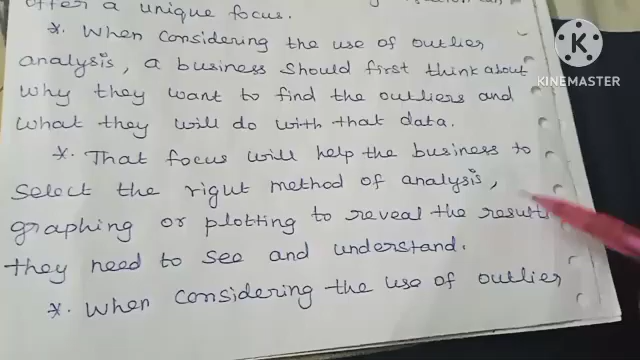 offer a unique focus.
*. When considering the use of outlier
analysis, a business should first think about
why they want to find the outliers and
what they will do with that data.
*. That focus will help the business to
select the right method of analysis,
graphing or plotting to reveal the results
they need to see and understand.
*. When considering the use of outlier
KINEMASTER